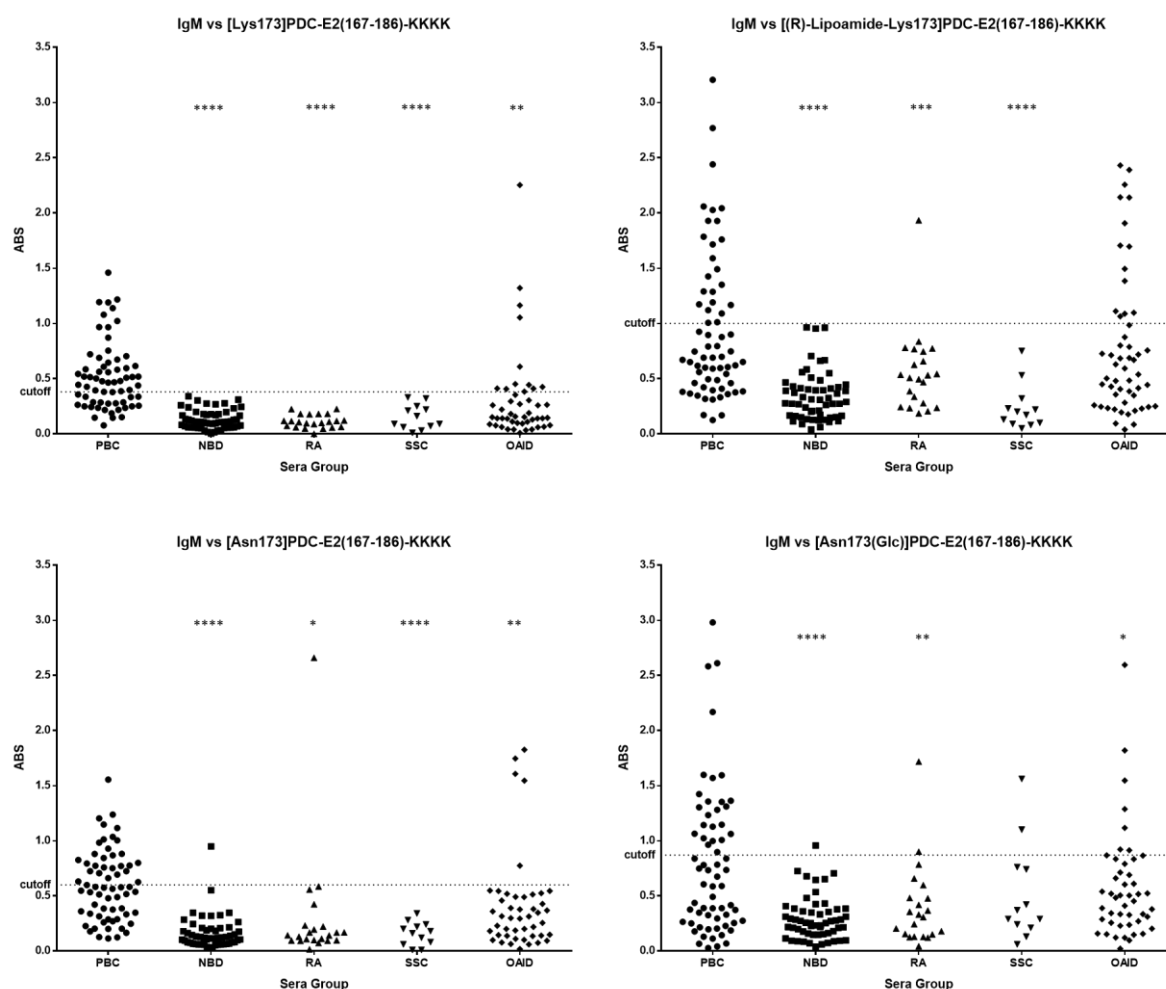 IgM vs [Lys173]PDC-E2(167-186)-KKKK
3.5
3.0
2.5
2.0
1.5
1.0
0.5
0.0
cutoff
ABS
**** **** **** **
PBC NBD RA SSC OAID
Sera Group
IgM vs [(R)-Lipoamide-Lys173]PDC-E2(167-186)-KKKK
3.5
3.0
2.5
2.0
1.5
cutoff
0.5
0.0
ABS
**** *** ****
PBC NBD RA SSC OAID
Sera Group
IgM vs [Asn173]PDC-E2(167-186)-KKKK
3.5
3.0
2.5
2.0
1.5
1.0
cutoff
0.5
0.0
ABS
**** * **** **
PBC NBD RA SSC OAID
Sera Group
IgM vs [Asn173(Glc)]PDC-E2(167-186)-KKKK
3.5
3.0
2.5
2.0
1.5
1.0
cutoff
0.5
0.0
ABS
**** ** *
PBC NBD RA SSC OAID
Sera Group